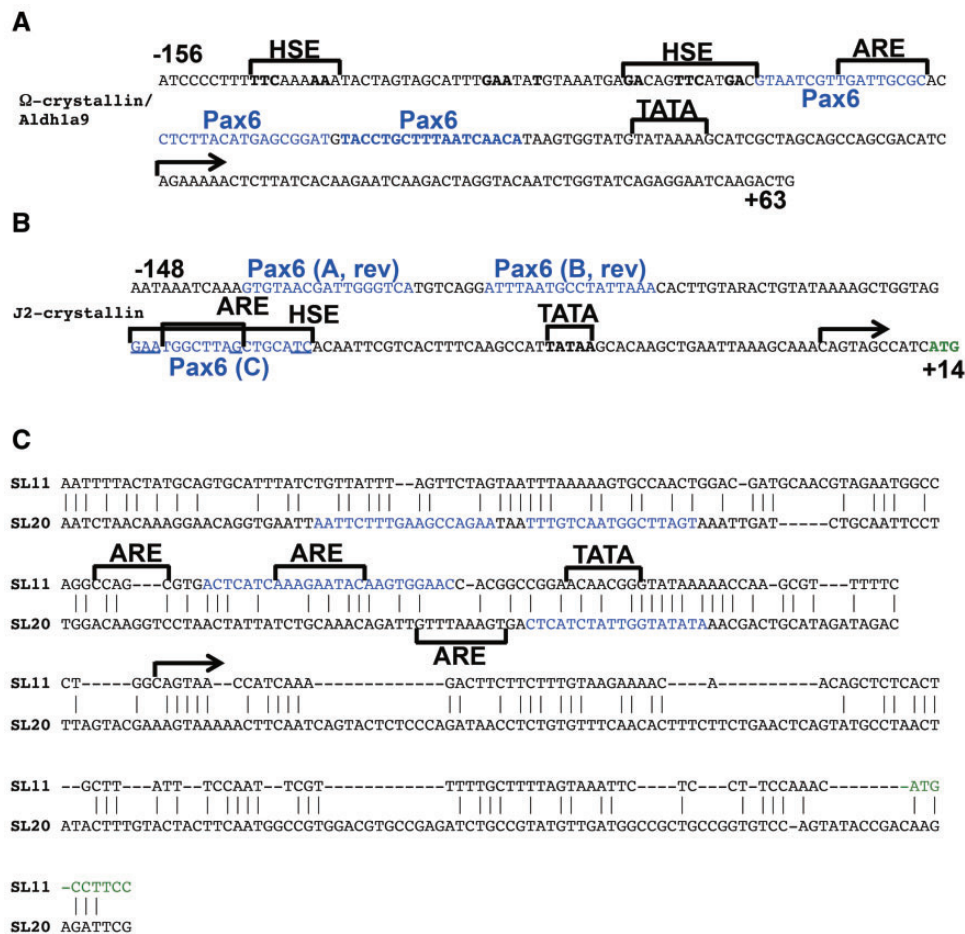 A
-156
HSE
HSE
ARE
ATCCCCTTTTTCAAAAAATACTAGTAGCATTTGAATATGTAAATGAGACAGTTCATGACGTAATCGTTGATTGCGCAC
Ω-crystallin/
Aldh1a9
Pax6
Pax6
Pax6
TATA
CTCTTACATGAGCGGATGTACCTGCTTTAATCAACATAAGTGGTATGTATAAAAGCATCGCTAGCAGCCAGCGACATC
AGAAAAACTCTTATCACAAGAATCAAGACTAGGTACAATCTGGTATCAGAGGAATCAAGACTG
+63
B
-148
Pax6 (A, rev)
Pax6 (B, rev)
AATAAATCAAAGTGTAACGATTGGGTCATGTCAGGATTTAATGCCTATTAAACACTTGTARACTGTATAAAAGCTGGTAG
J2-crystallin
ARE
HSE
TATA
GAATGGCTTAGCTGCATCACAATTCGTCACTTTCAAGCCATTATAAAGCACAAGCTGAATTAAAGCAAACAGTAGCCATCATG
Pax6 (C)
+14
C
SL11 AATTTTACTATGCAGTGCATTTATCTGTTATTT--AGTTCTAGTAATTTAAAAAGTGCCAACTGGAC-GATGCAACGTAGAATGGCC
SL20 AATCTAACAAAGGAACAGGTGAATTAATTCTTTGAAGCCAGAATAATTTGTCAATGGCTTAGTAAATTGAT-----CTGCAATTCCT
ARE
ARE
TATA
SL11 AGGCCAG---CGTGACTCATCAAAGAATACAAGTGGAACC-ACGGCCGGAACAACGGGTATAAAAACCAA-GCGT---TTTTC
SL20 TGGACAAGGTCCTAACTATTATCTGCAAACAGATTGTTTAAAGTGACTCATCTATTGGTATATAAACGACTGCATAGATAGAC
ARE
SL11 CT-----GGCAGTAA--CCATCAAA--------------GACTTCTTCTTTGTAAGAAAAC----A----------ACAGCTCTCACT
SL20 TTAGTACGAAAGTAAAAACTTCAATCAGTACTCTCCCAGATAACCTCTGTGTTTCAACACTTTCTTCTGAACTCAGTATGCCTAACT
SL11 --GCTT---ATT--TCCAAT--TCGT------------TTTTGCTTTTAGTAAATTC---TC---CT-TCCAAAC--------ATG
SL20 ATACTTTGTACTACTTCAATGGCCGTGGACGTGCCGAGATCTGCCGTATGTTGATGGCCGCTGCCGGTGTCC-AGTATACCGACAAG
SL11 -CCTTCC
SL20 AGATTCG